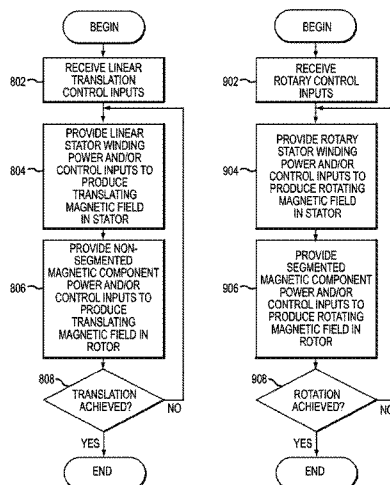 BEGIN
802
RECEIVE LINEAR
TRANSLATION
CONTROL INPUTS
804
PROVIDE LINEAR
STATOR WINDING
POWER AND/OR
CONTROL INPUTS TO
PRODUCE
TRANSLATING
MAGNETIC FIELD
IN STATOR
806
PROVIDE NON-
SEGMENTED MAGNETIC
COMPONENT
POWER AND/OR
CONTROL INPUTS TO
PRODUCE
TRANSLATING
MAGNETIC FIELD IN
ROTOR
808
TRANSLATION
ACHIEVED?
NO
YES
END
BEGIN
902
RECEIVE
ROTARY CONTROL
INPUTS
904
PROVIDE ROTARY
STATOR WINDING
POWER AND/OR
CONTROL INPUTS TO
PRODUCE ROTATING
MAGNETIC FIELD
IN STATOR
906
PROVIDE
SEGMENTED
MAGNETIC COMPONENT
POWER AND/OR
CONTROL INPUTS TO
PRODUCE ROTATING
MAGNETIC FIELD IN
ROTOR
908
ROTATION
ACHIEVED?
NO
YES
END